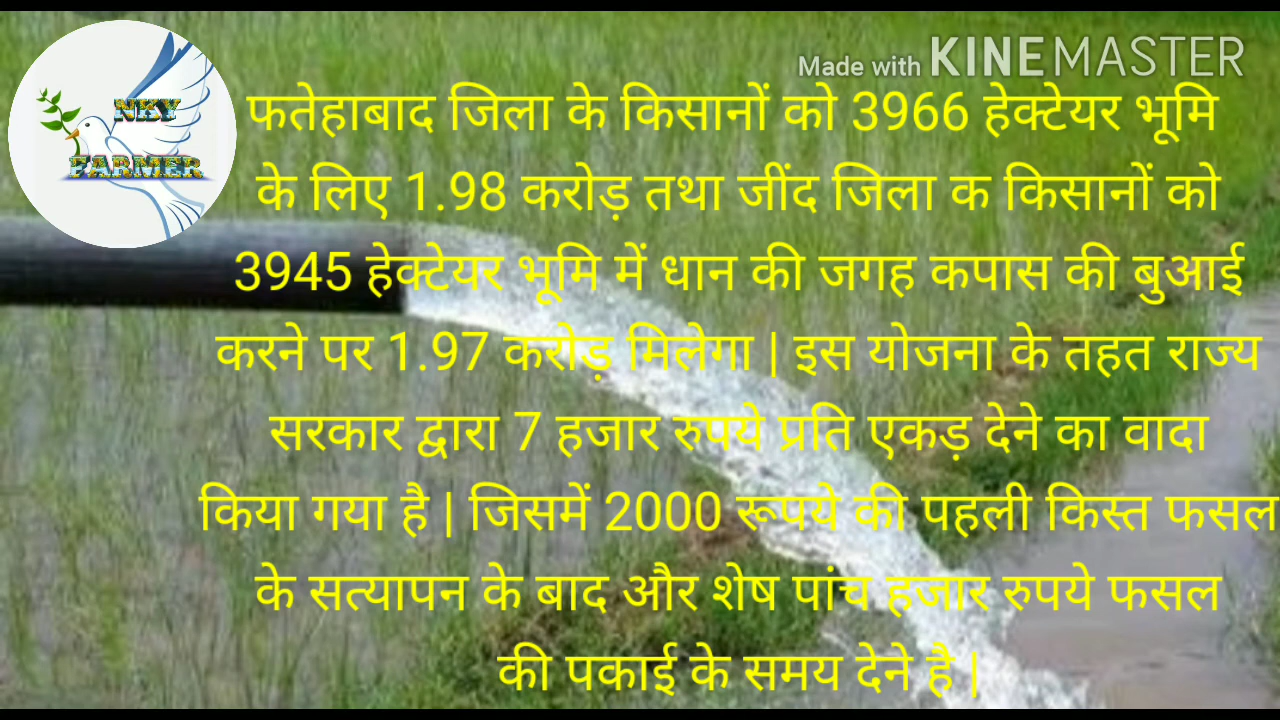 Made with KINEMASTER
NKY
FARMER
फतेहाबाद जिला के किसानों को 3966 हेक्टेयर भूमि
के लिए 1.98 करोड़ तथा जींद जिला क किसानों को
3945 हेक्टेयर भूमि में धान की जगह कपास की बुआई
करने पर 1.97 करोड़ मिलेगा | इस योजना के तहत राज्य
सरकार द्वारा 7 हजार रुपये प्रति एकड़ देने का वादा
किया गया है | जिसमें 2000 रूपये की पहली किस्त फसल
के सत्यापन के बाद और शेष पांच हजार रुपये फसल
की पकाई के समय देने है |